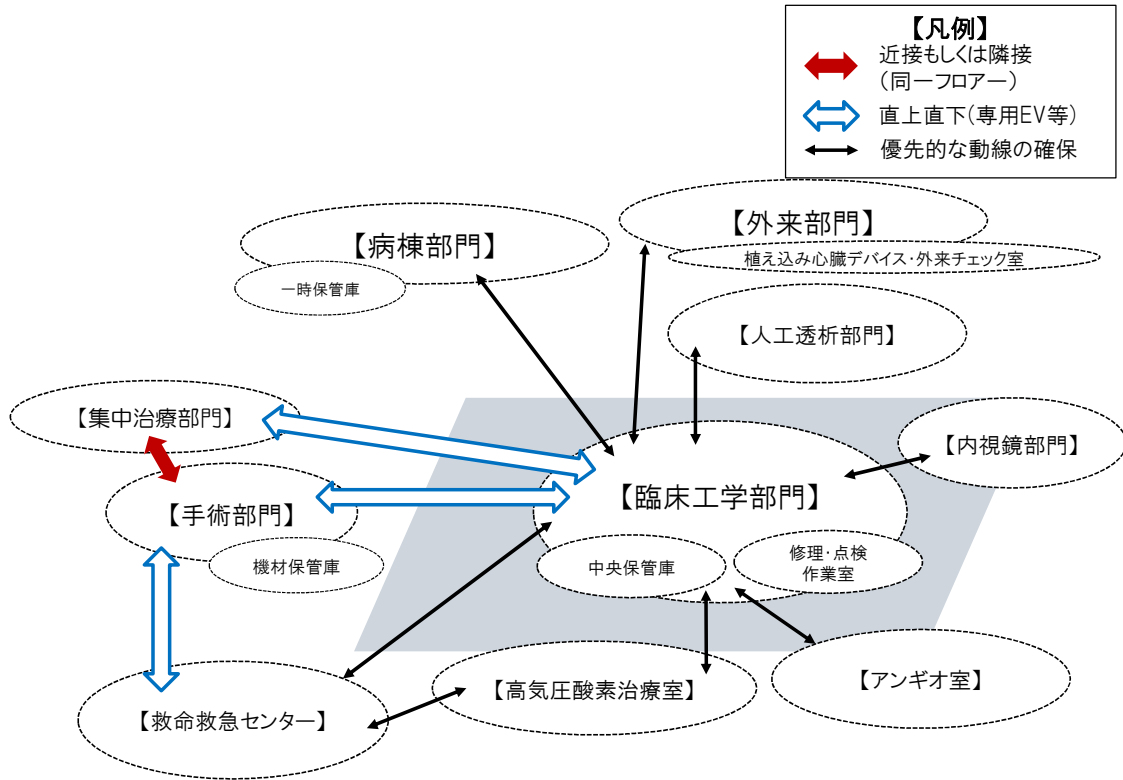 【凡例】
近接もしくは隣接
(同一フロアー)
直上直下(専用EV等)
優先的な動線の確保
【外来部門】
【病棟部門】
植え込み心臓デバイス・外来チェック室
一時保管庫
【人工透析部門】
【集中治療部門】
【内視鏡部門】
【臨床工学部門】
【手術部門】
修理・点検
作業室
機材保管庫
中央保管庫
【高気圧酸素治療室】
【アンギオ室】
【救命救急センター】